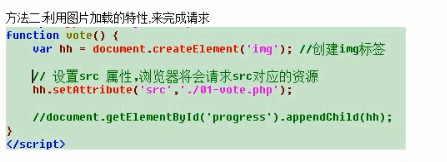 方法二:利用图片加载的特性,来完成请求
function vote() {
var hh = document.createElement('img'); //创建img标签
// 设置src 属性,浏览器将会请求src对应的资源
hh.setAttribute('src','./01-vote.php');
//document.getElementById('progress').appendChild(hh);
}
</script>